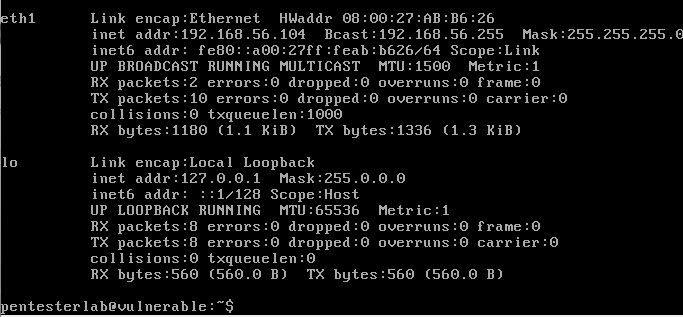 eth1 Link encap:Ethernet HWaddr 08:00:27:AB:B6:26
inet addr:192.168.56.104 Bcast:192.168.56.255 Mask:255.255.255.0
inet6 addr: fe80::a00:27ff:feab:b626/64 Scope:Link
UP BROADCAST RUNNING MULTICAST MTU:1500 Metric:1
RX packets:2 errors:0 dropped:0 overruns:0 frame:0
TX packets:10 errors:0 dropped:0 overruns:0 carrier:0
collisions:0 txqueuelen:1000
RX bytes:1180 (1.1 KiB) TX bytes:1336 (1.3 KiB)
lo Link encap:Local Loopback
inet addr:127.0.0.1 Mask:255.0.0.0
inet6 addr: ::1/128 Scope:Host
UP LOOPBACK RUNNING MTU:65536 Metric:1
RX packets:8 errors:0 dropped:0 overruns:0 frame:0
TX packets:8 errors:0 dropped:0 overruns:0 carrier:0
collisions:0 txqueuelen:0
RX bytes:560 (560.0 B) TX bytes:560 (560.0 B)
pentesterlab@vulnerable:~$